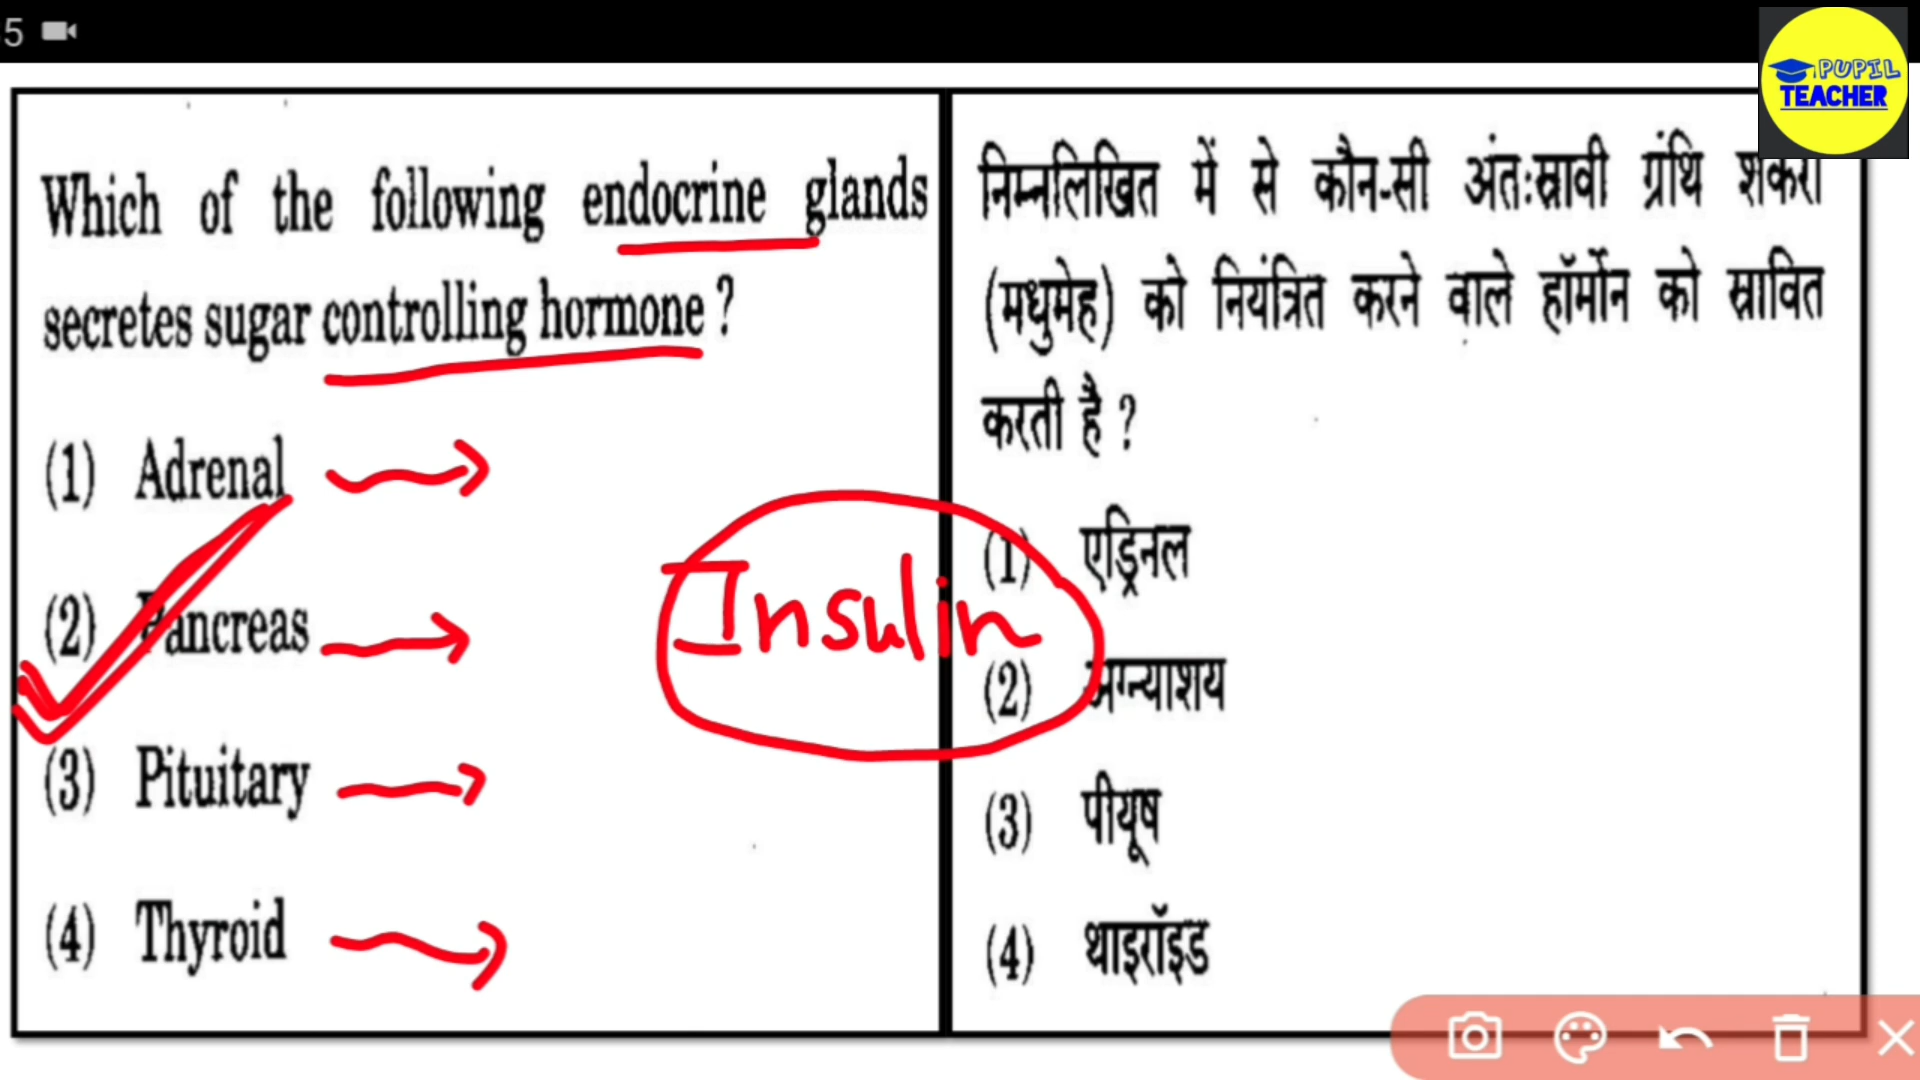 5
PUPIL
TEACHER
Which of the following endocrine glands
secretes sugar controlling hormone ?
(1) Adrenal
(2) Pancreas
(3) Pituitary
(4) Thyroid
Insulin
निम्नलिखित में से कौन-सी अंतःस्रावी ग्रंथि शर्करा
(मधुमेह) को नियंत्रित करने वाले हॉर्मोन को स्रावित
करती है ?
(1) एड्रिनल
(2) अग्न्याशय
(3) पीयूष
(4) थाइरॉइड